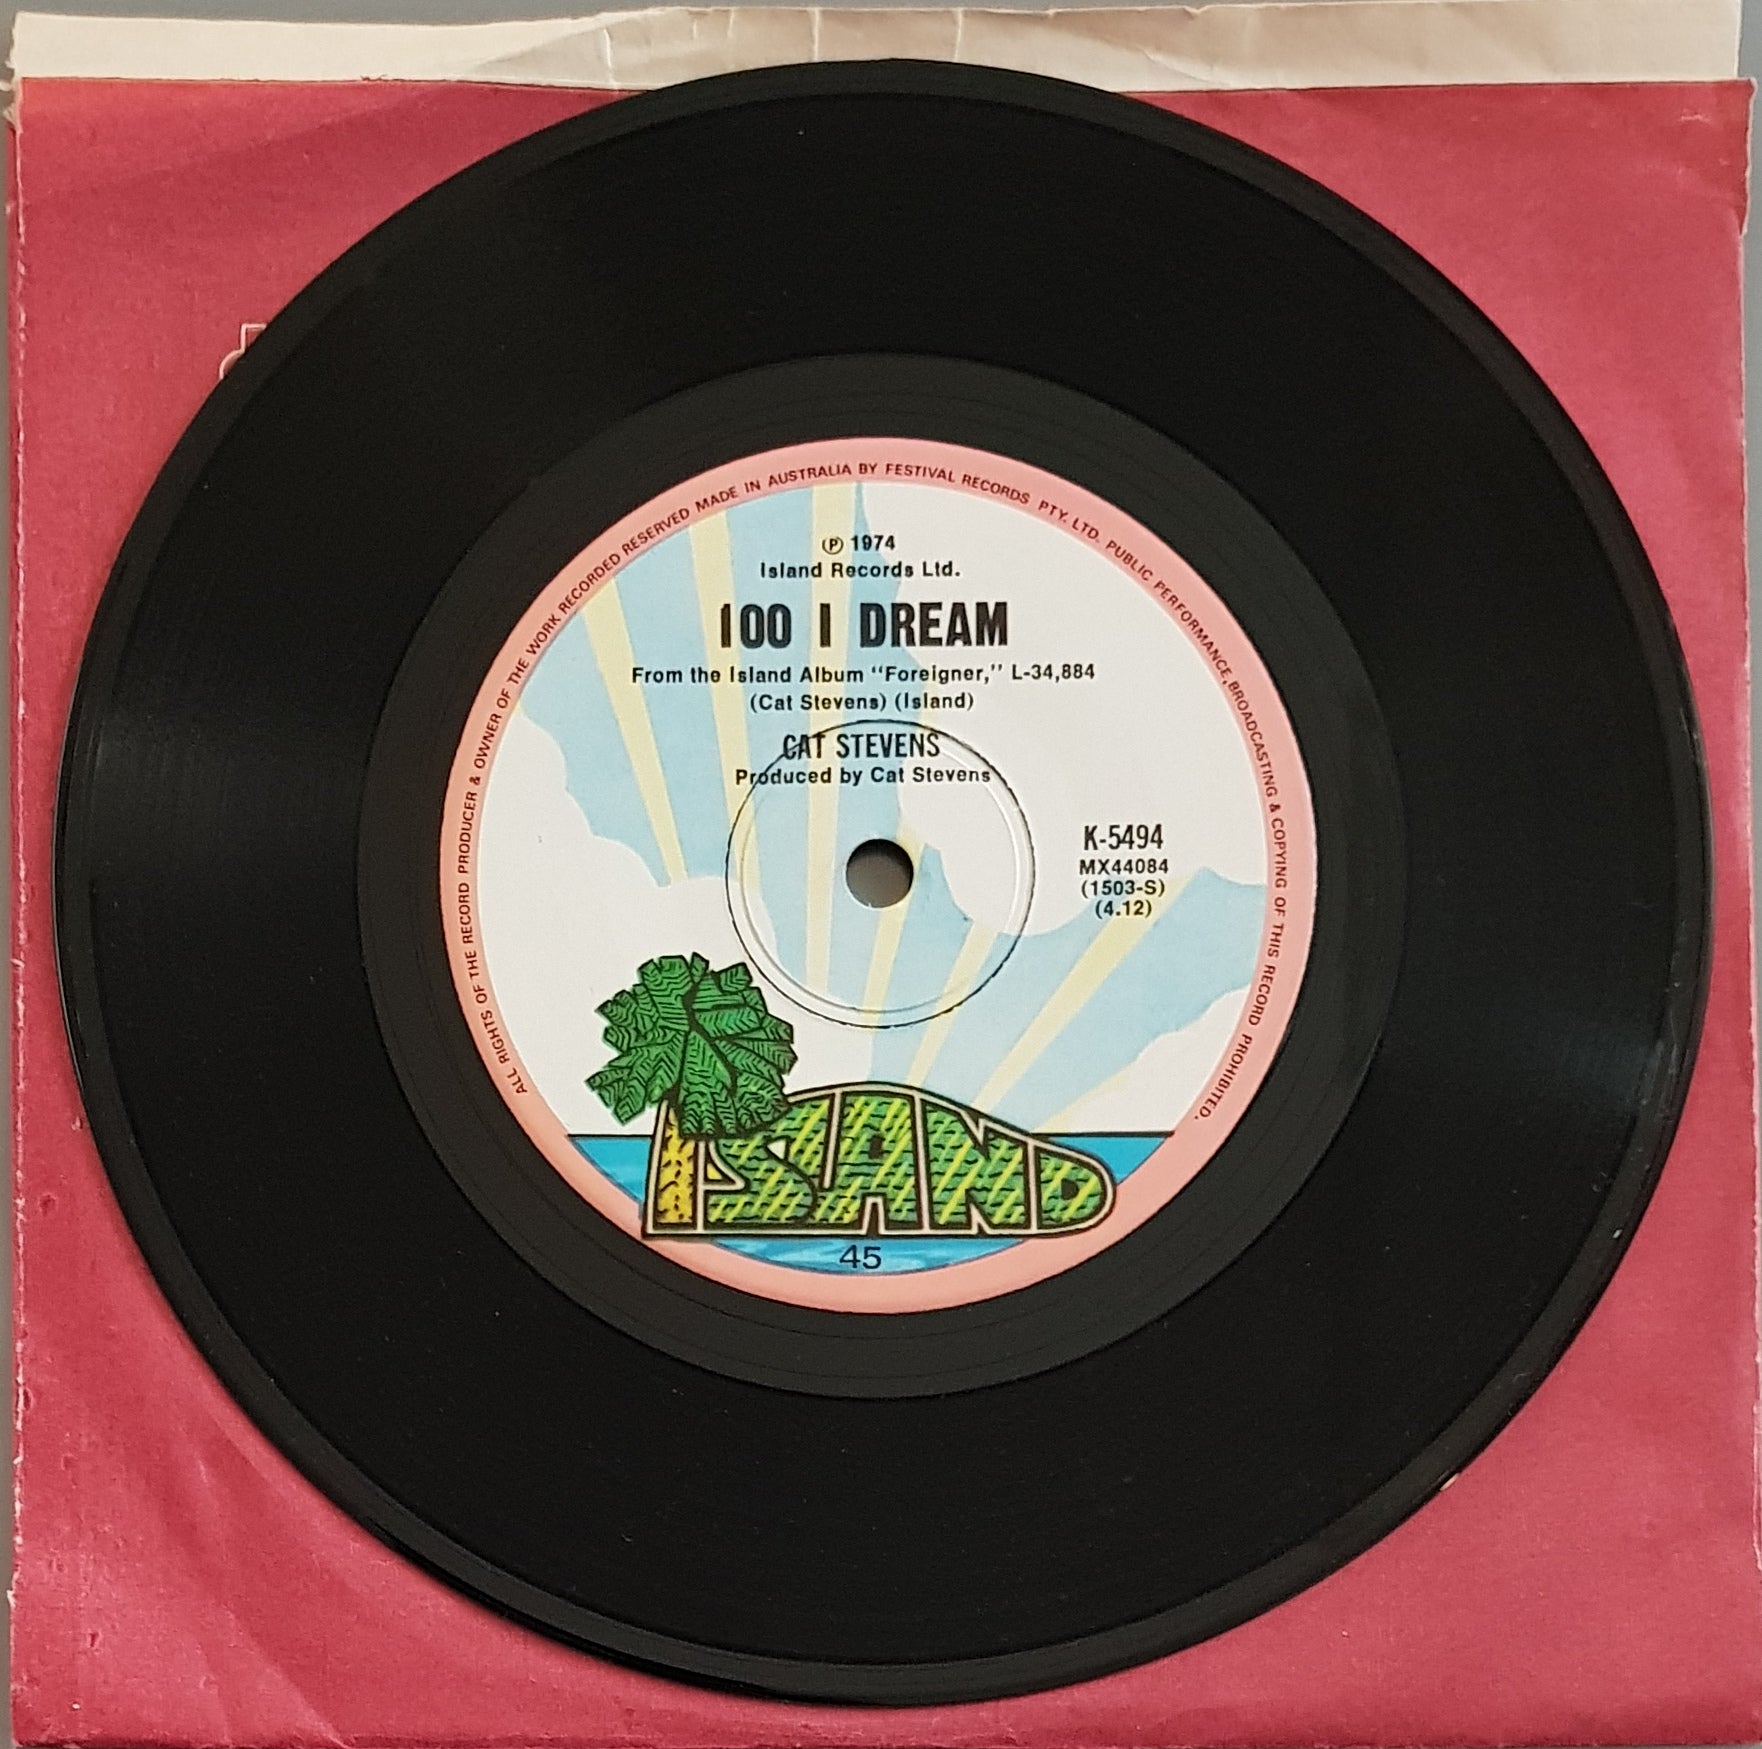 ALL RIGHTS OF THE RECORD PRODUCER & OWNER OF THE WORK RECORDED RESERVED MADE IN AUSTRALIA BY FESTIVAL RECORDS PTY. LTD. PUBLIC PERFORMANCE, BROADCASTING & COPYING OF THIS RECORD PROHIBITED.
℗ 1974
Island Records Ltd.
100 I DREAM
From the Island Album "Foreigner," L-34,884
(Cat Stevens) (Island)
CAT STEVENS
Produced by Cat Stevens
K-5494
MX44084
(1503-S)
(4.12)
ISLAND
45